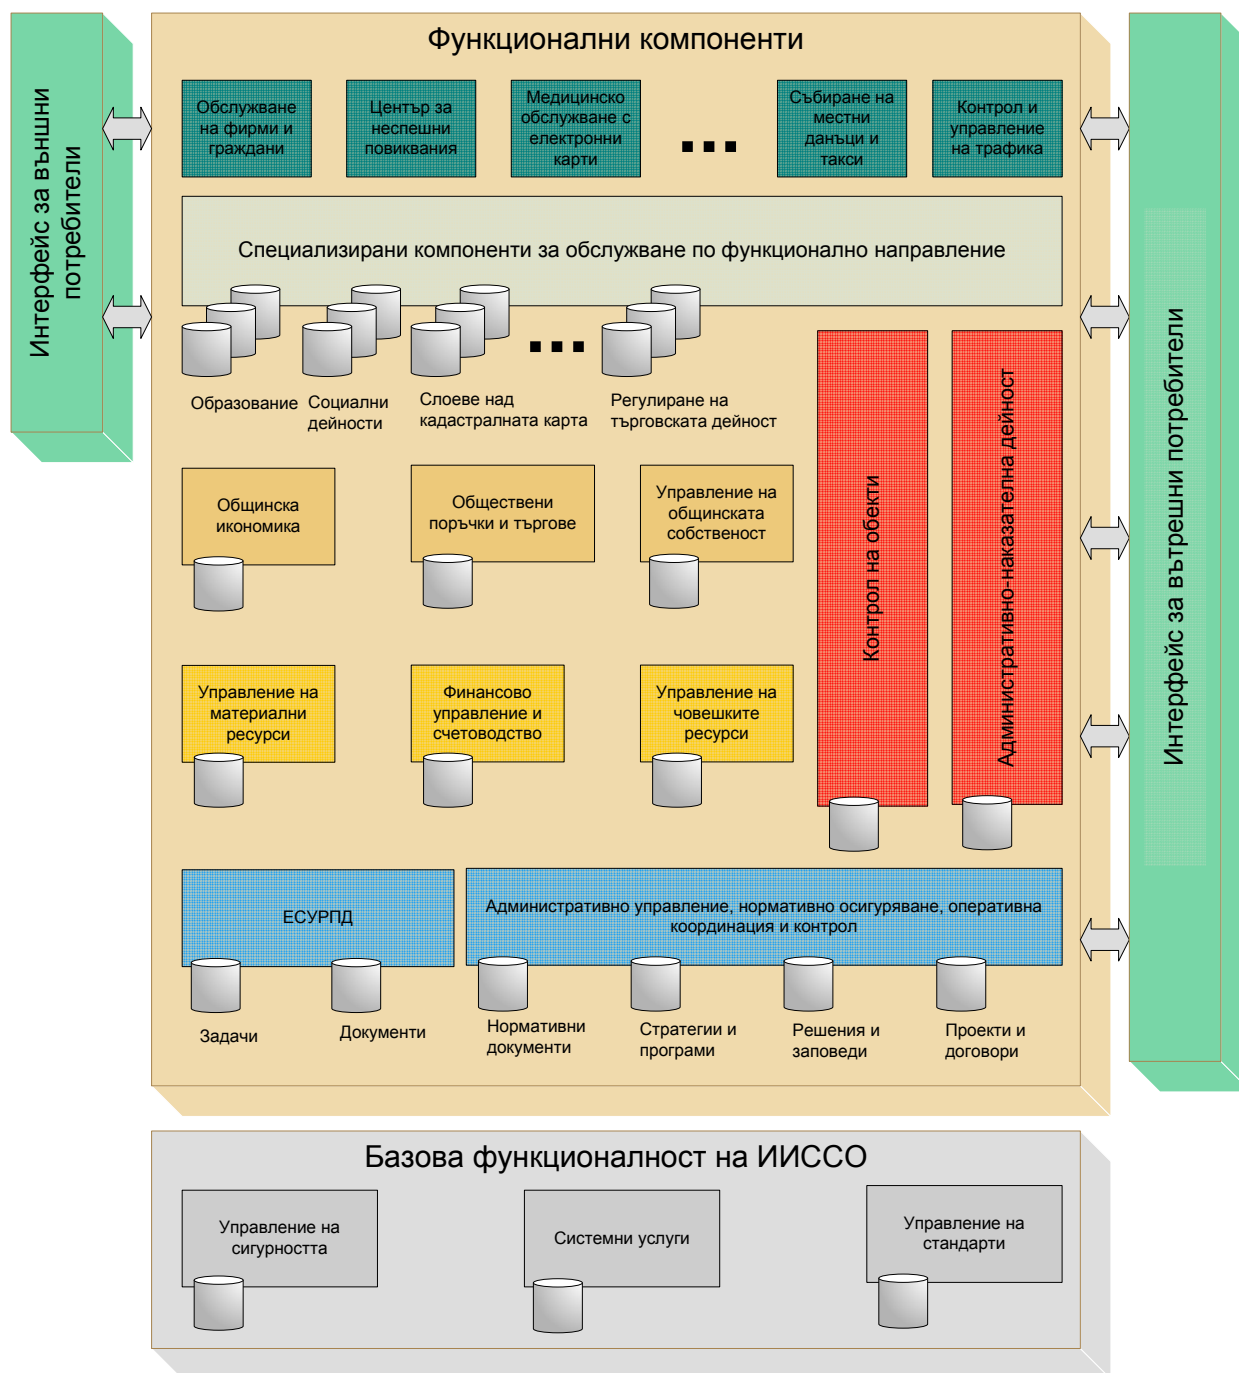 Функционални компоненти
Интерфейс за външни
потребители
Обслужване
на фирми и
граждани
Център за
неспешни
повиквания
Медицинско
обслужване с
електронни
карти
Събиране на
местни
данъци и
такси
Контрол и
управление
на трафика
Специализирани компоненти за обслужване по функционално направление
Образование
Социални
дейности
Слоеве над
кадастралната карта
Регулиране на
търговската дейност
Контрол на обекти
Административно-наказателна дейност
Интерфейс за вътрешни потребители
Общинска
икономика
Обществени
поръчки и търгове
Управление на
общинската
собственост
Управление на
материални
ресурси
Финансово
управление и
счетоводство
Управление на
човешките
ресурси
ЕСУРПД
Административно управление, нормативно осигуряване, оперативна
координация и контрол
Задачи
Документи
Нормативни
документи
Стратегии и
програми
Решения и
заповеди
Проекти и
договори
Базова функционалност на ИИССО
Управление на
сигурността
Системни услуги
Управление на
стандарти